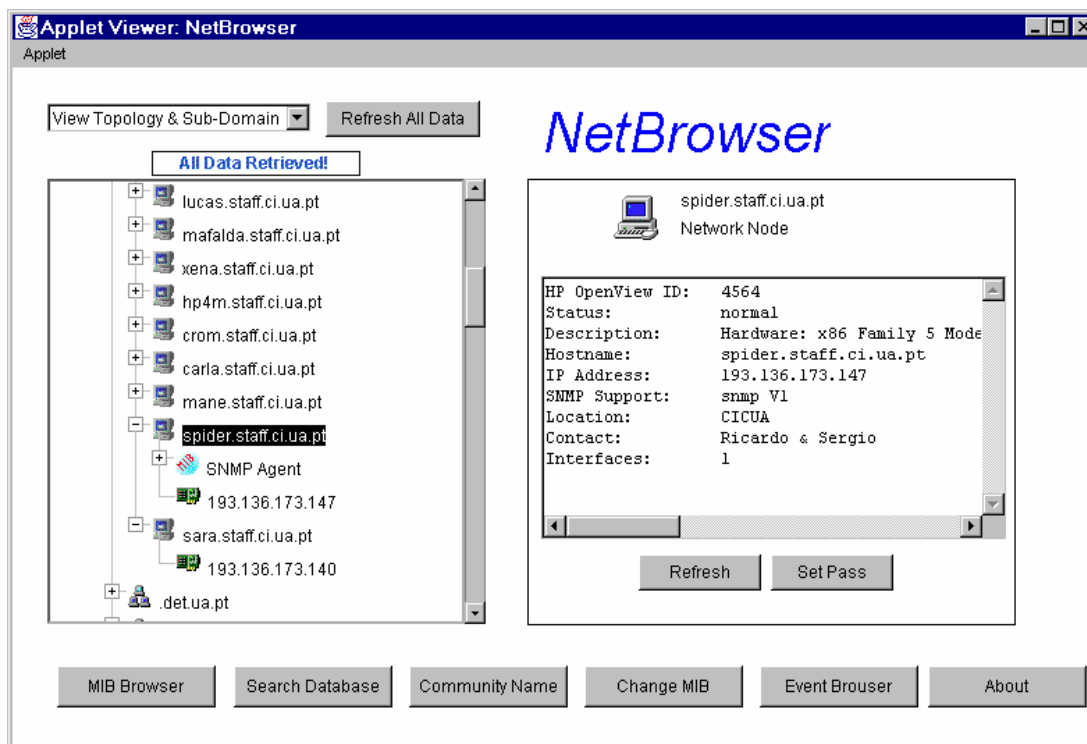 Applet Viewer: NetBrowser
Applet
View Topology & Sub-Domain
Refresh All Data
All Data Retrieved!
lucas.staff.ci.ua.pt
mafalda.staff.ci.ua.pt
xena.staff.ci.ua.pt
hp4m.staff.ci.ua.pt
crom.staff.ci.ua.pt
carla.staff.ci.ua.pt
mane.staff.ci.ua.pt
spider.staff.ci.ua.pt
MIB
SNMP Agent
193.136.173.147
sara.staff.ci.ua.pt
193.136.173.140
.det.ua.pt
NetBrowser
spider.staff.ci.ua.pt
Network Node
HP OpenView ID: 4564
Status: normal
Description: Hardware: x86 Family 5 Mode
Hostname: spider.staff.ci.ua.pt
IP Address: 193.136.173.147
SNMP Support: snmp V1
Location: CICUA
Contact: Ricardo & Sergio
Interfaces: 1
Refresh
Set Pass
MIB Browser
Search Database
Community Name
Change MIB
Event Brouser
About